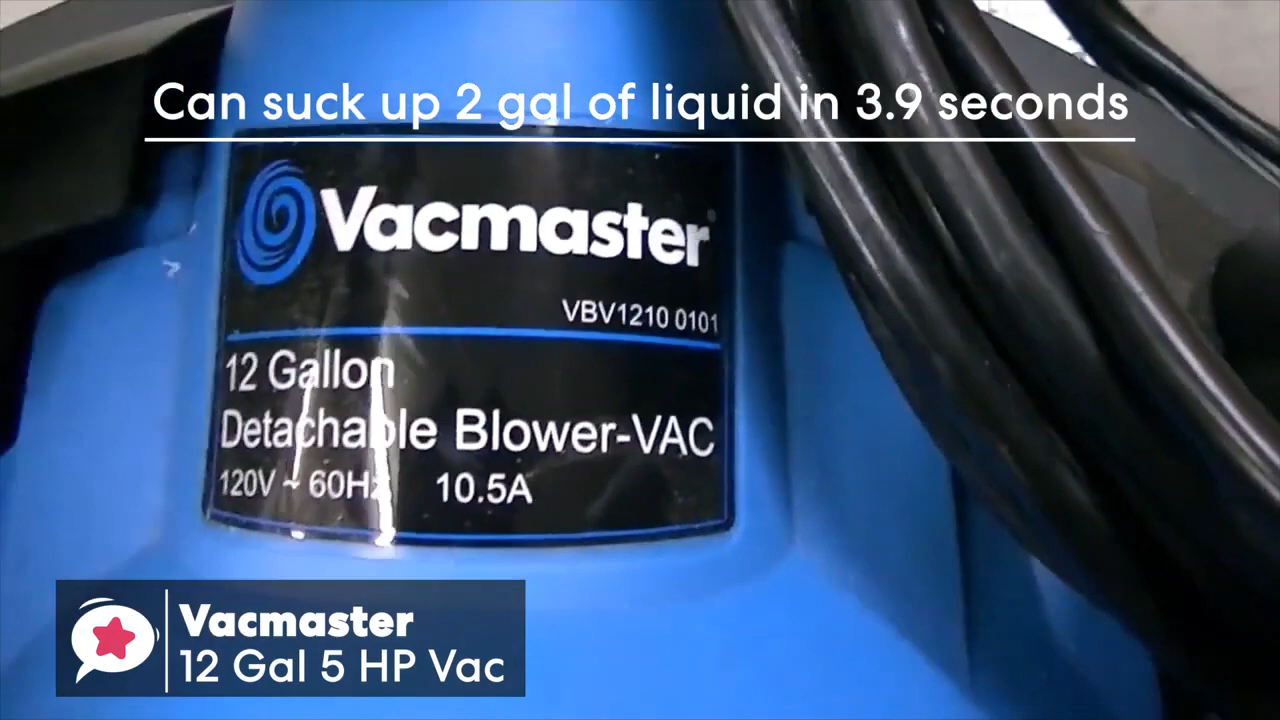 Can suck up 2 gal of liquid in 3.9 seconds
Vacmaster
VBV1210 0101
12 Gallon
Detachable Blower-VAC
120V ~ 60Hz 10.5A
Vacmaster
12 Gal 5 HP Vac